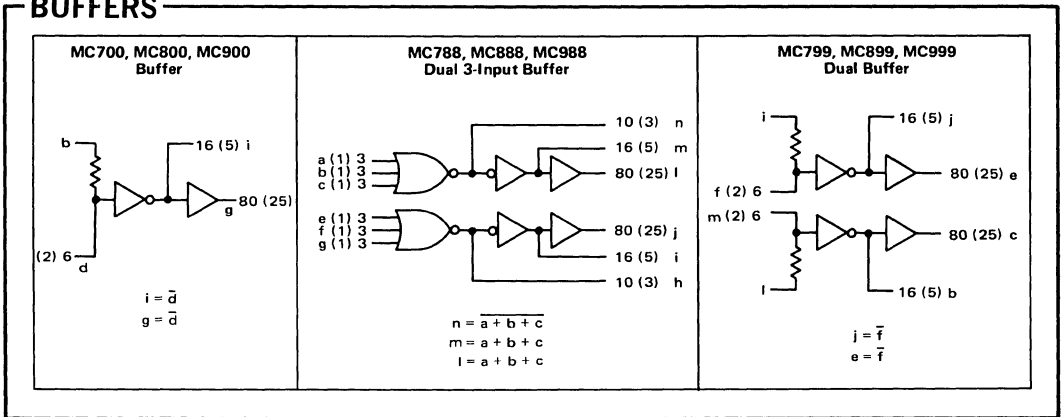 BUFFERS
MC700, MC800, MC900
Buffer
b
16 (5) i
80 (25)
g
(2) 6
d
i = d̅
g = d̅
MC788, MC888, MC988
Dual 3-Input Buffer
10 (3) n
16 (5) m
a (1) 3
b (1) 3
c (1) 3
80 (25) l
e (1) 3
f (1) 3
g (1) 3
80 (25) j
16 (5) i
10 (3) h
n = a̅ ̅+̅ ̅b̅ ̅+̅ ̅c̅
m = a + b + c
l = a + b + c
MC799, MC899, MC999
Dual Buffer
i
16 (5) j
80 (25) e
f (2) 6
m (2) 6
80 (25) c
l
16 (5) b
j = f̅
e = f̅